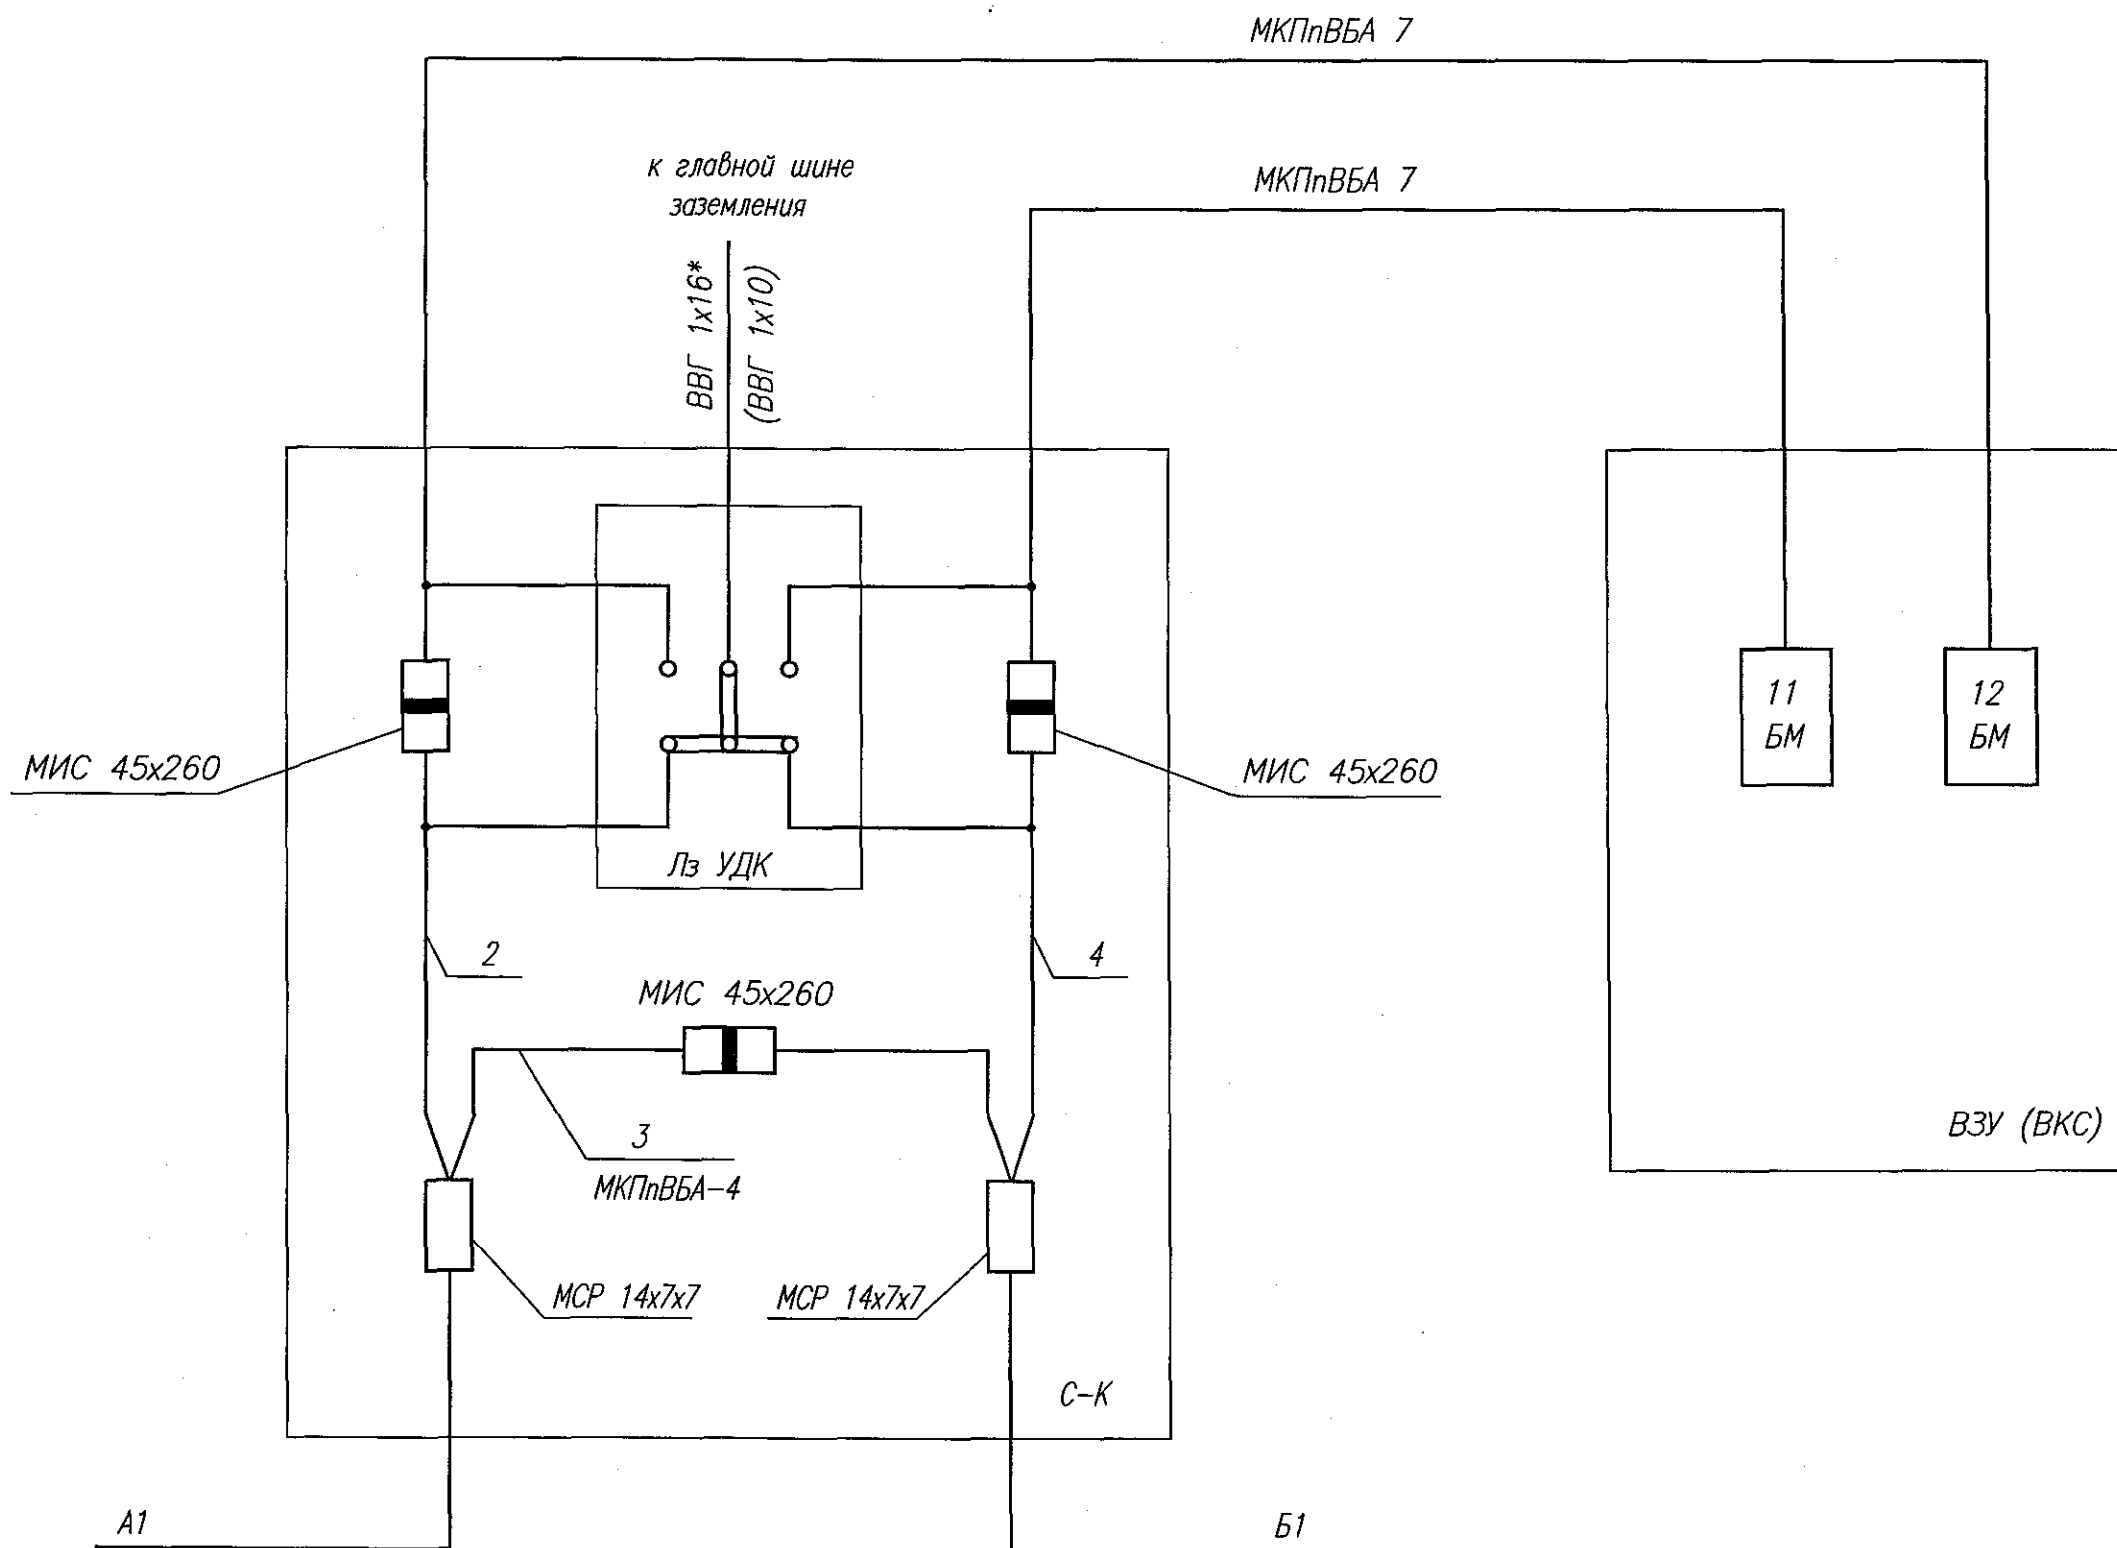 МКПпВБА 7
к главной шине
заземления
МКПпВБА 7
ВВГ 1х16*
(ВВГ 1х10)
11
БМ
12
БМ
МИС 45х260
МИС 45х260
Лз УДК
2
4
МИС 45х260
3
МКПпВБА-4
ВЗУ (ВКС)
МСР 14х7х7
МСР 14х7х7
С-К
А1
Б1